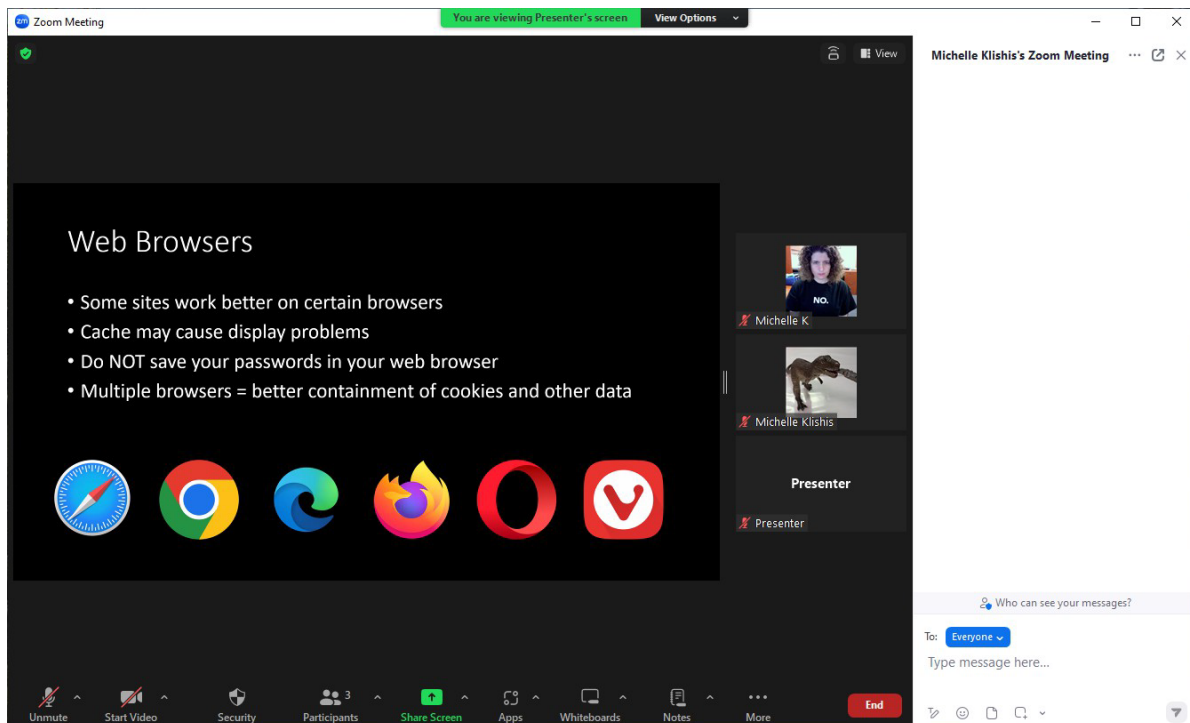 zm Zoom Meeting
You are viewing Presenter's screen View Options
View
Michelle Klishis's Zoom Meeting
Web Browsers
• Some sites work better on certain browsers
• Cache may cause display problems
• Do NOT save your passwords in your web browser
• Multiple browsers = better containment of cookies and other data
NO.
Michelle K
Michelle Klishis
Presenter
Presenter
Who can see your messages?
To: Everyone
Type message here...
3
Unmute Start Video Security Participants Share Screen Apps Whiteboards Notes More End